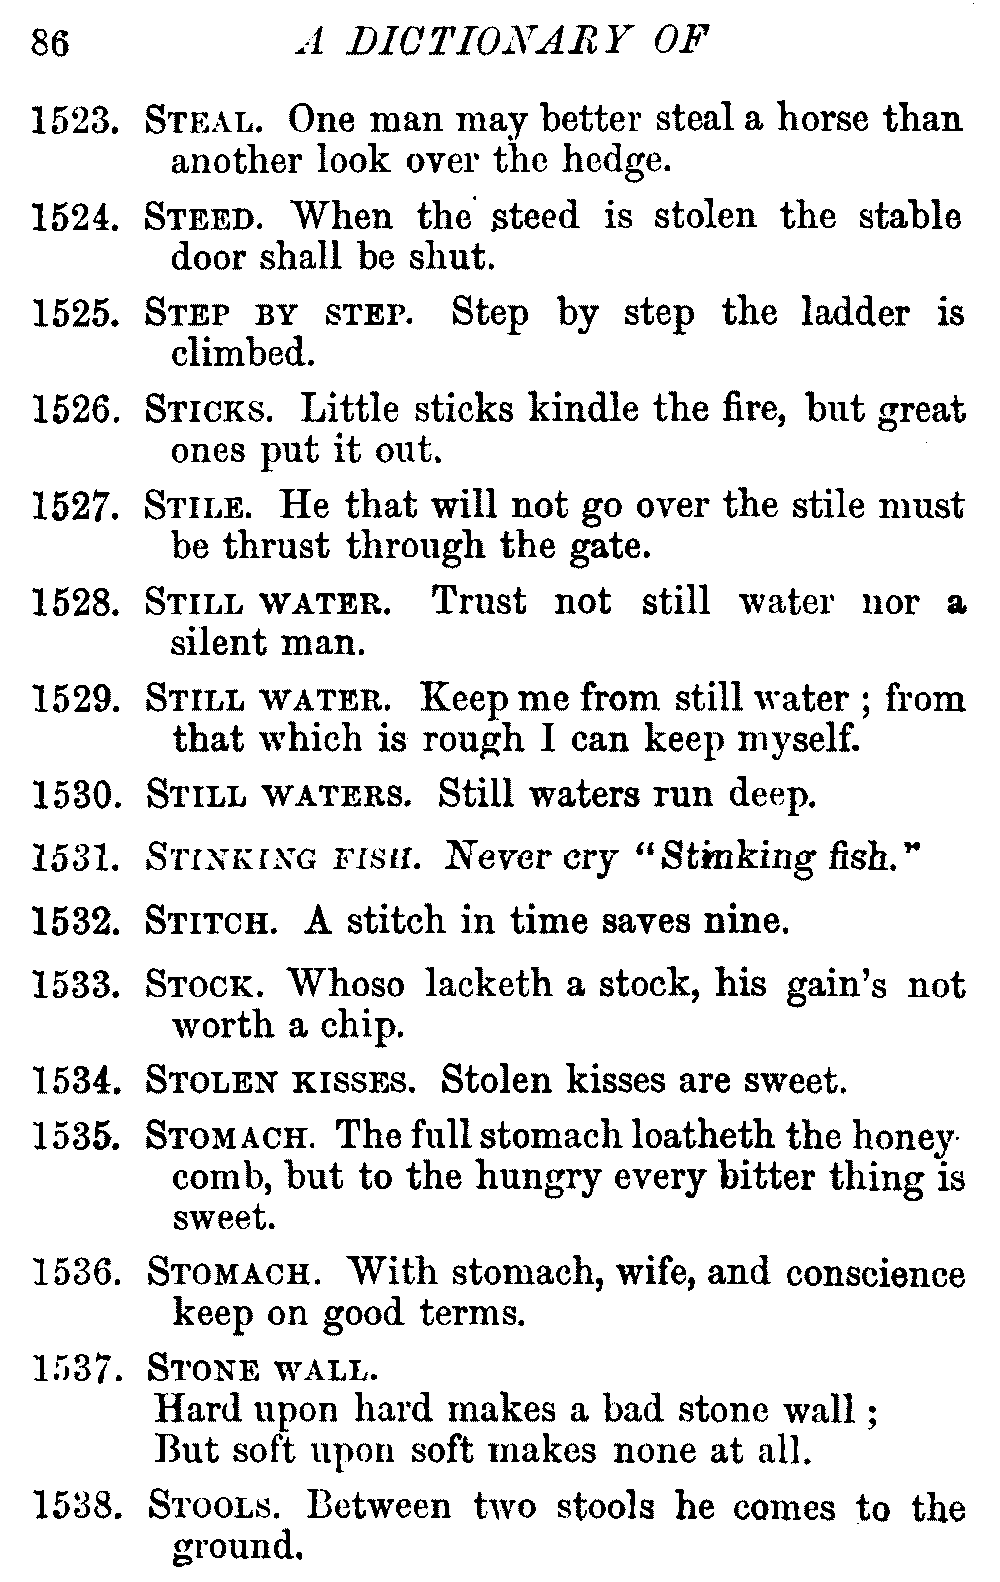 86 A DICTIONARY OF
1523. STEAL. One man may better steal a horse than
another look over the hedge.
1524. STEED. When the steed is stolen the stable
door shall be shut.
1525. STEP BY STEP. Step by step the ladder is
climbed.
1526. STICKS. Little sticks kindle the fire, but great
ones put it out.
1527. STILE. He that will not go over the stile must
be thrust through the gate.
1528. STILL WATER. Trust not still water nor a
silent man.
1529. STILL WATER. Keep me from still water ; from
that which is rough I can keep myself.
1530. STILL WATERS. Still waters run deep.
1531. STINKING FISH. Never cry "Stinking fish."
1532. STITCH. A stitch in time saves nine.
1533. STOCK. Whoso lacketh a stock, his gain's not
worth a chip.
1534. STOLEN KISSES. Stolen kisses are sweet.
1535. STOMACH. The full stomach loatheth the honey-
comb, but to the hungry every bitter thing is
sweet.
1536. STOMACH. With stomach, wife, and conscience
keep on good terms.
1537. STONE WALL.
Hard upon hard makes a bad stone wall ;
But soft upon soft makes none at all.
1538. STOOLS. Between two stools he comes to the
ground.